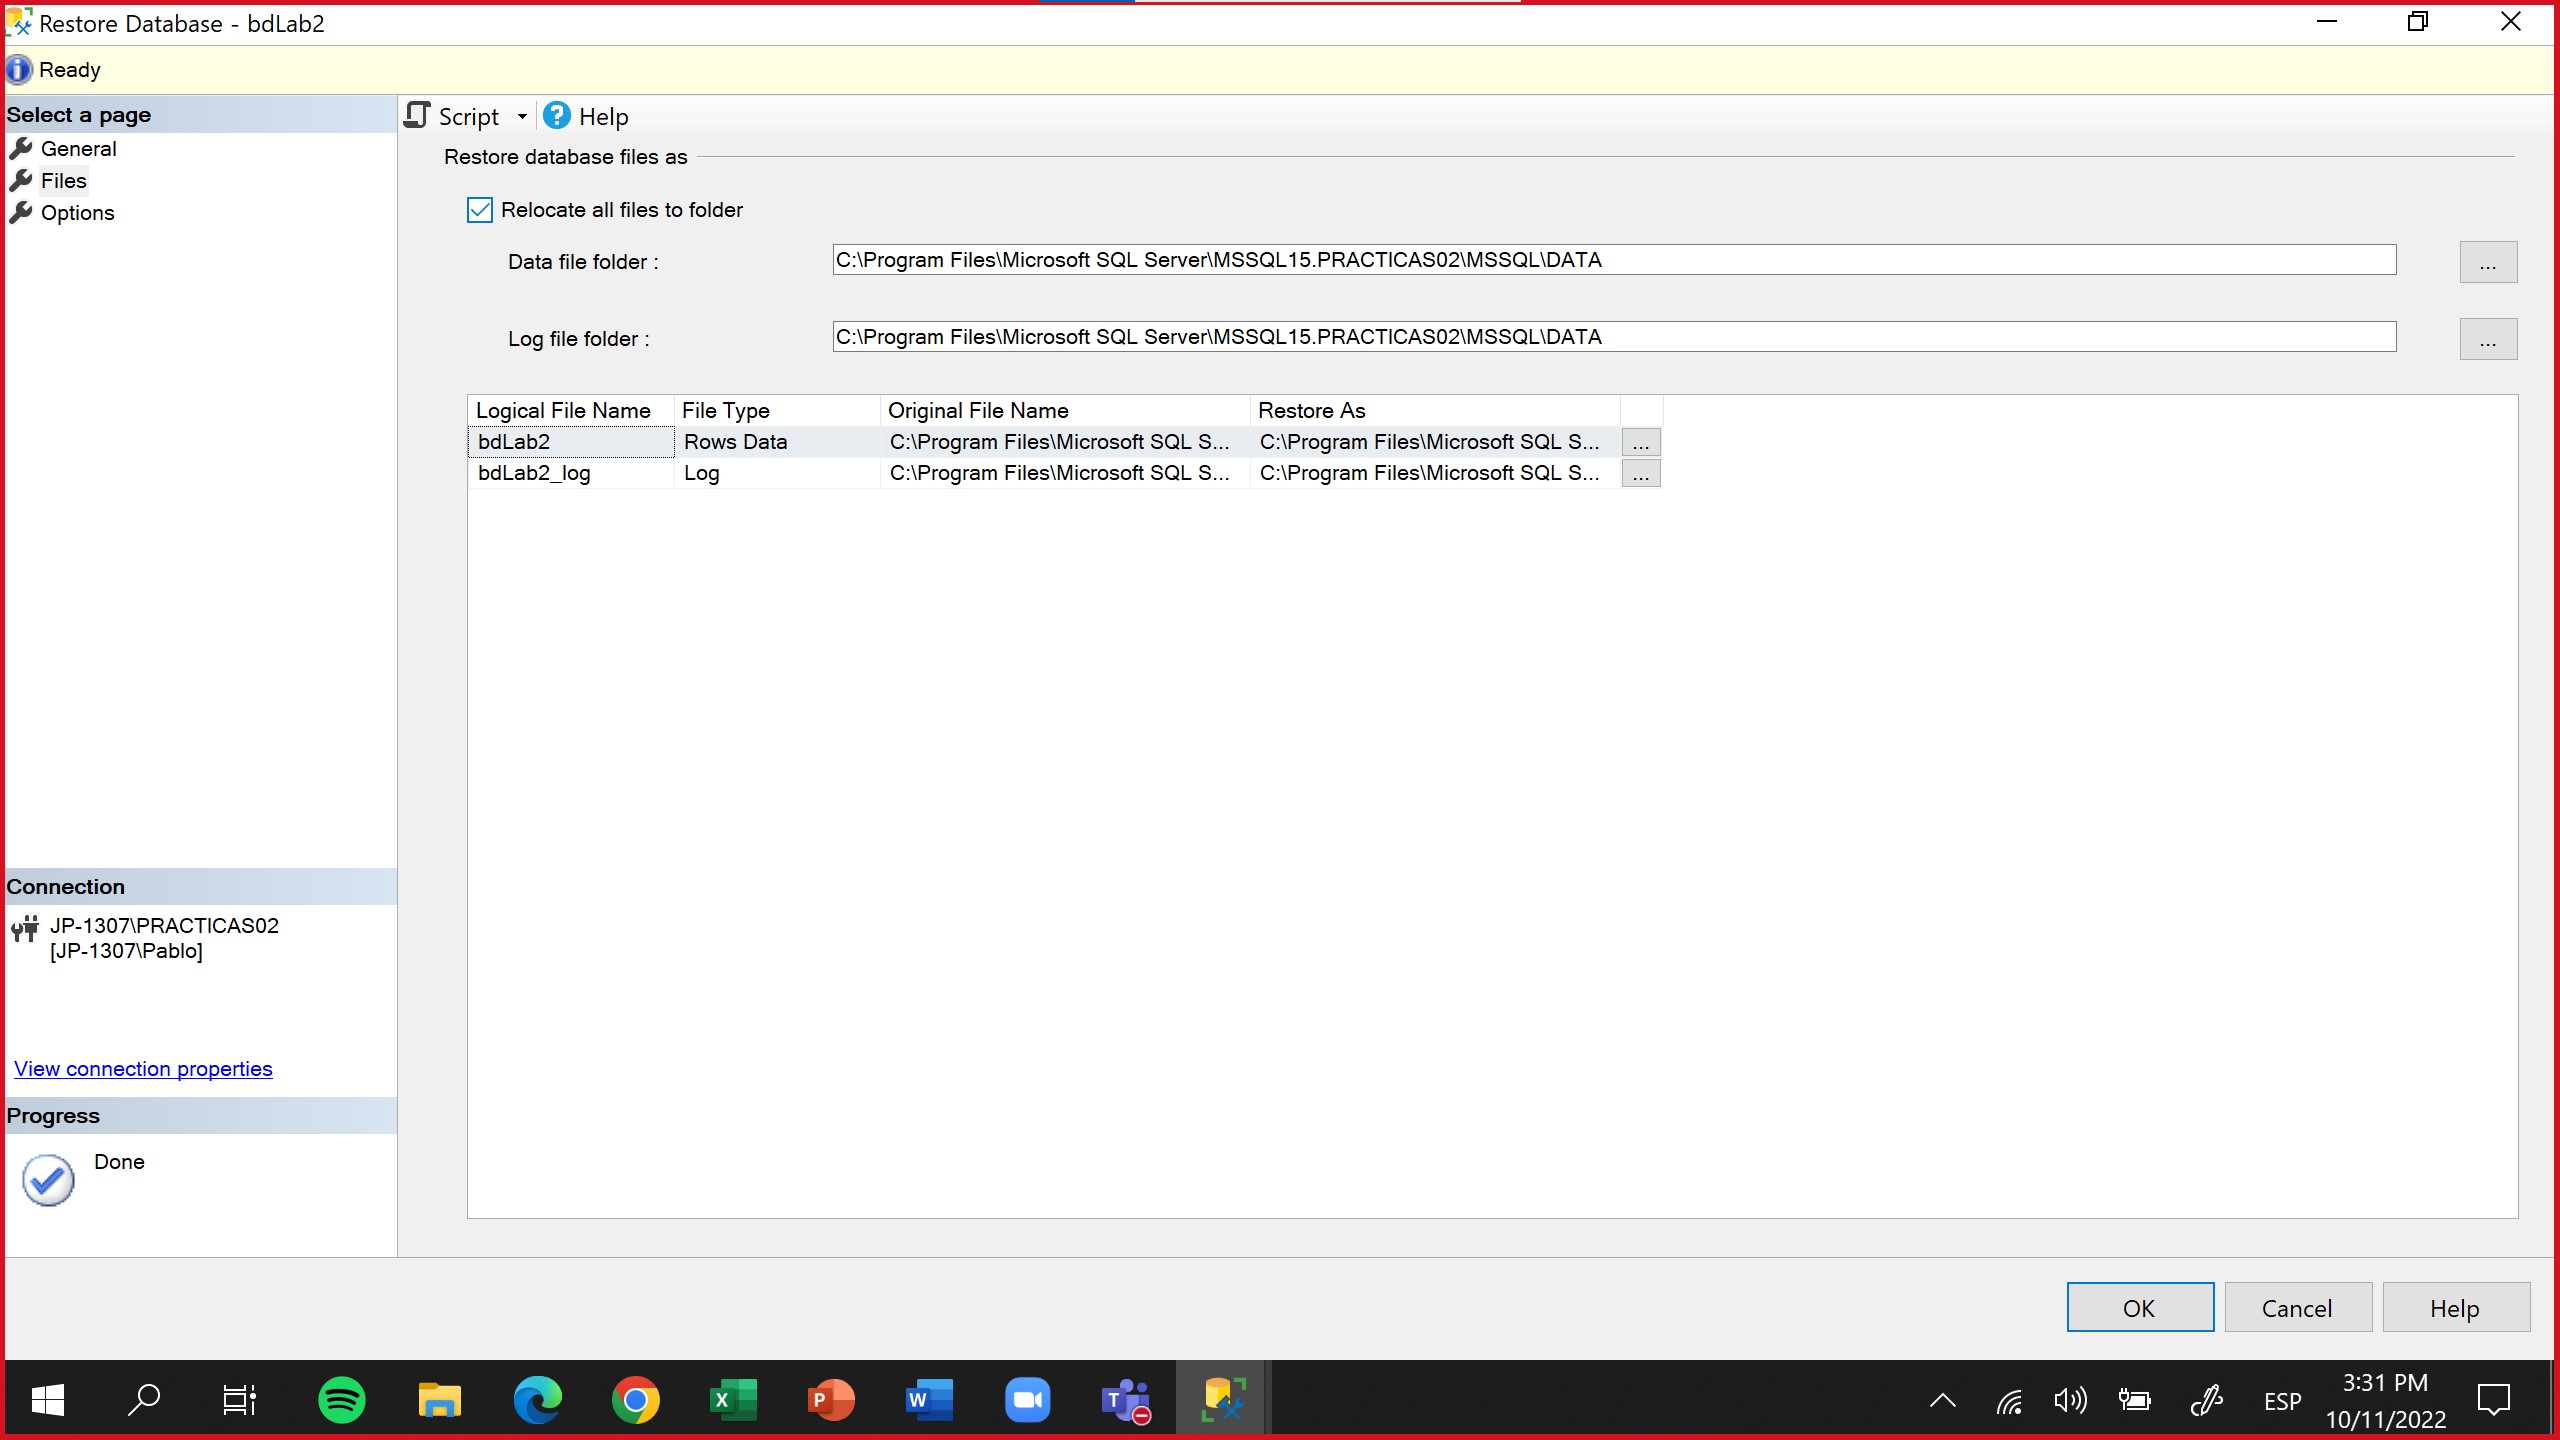 Restore Database - bdLab2
Ready
Select a page
General
Files
Options
Script
Help
Restore database files as
Relocate all files to folder
Data file folder :
C:\Program Files\Microsoft SQL Server\MSSQL15.PRACTICAS02\MSSQL\DATA
...
Log file folder :
C:\Program Files\Microsoft SQL Server\MSSQL15.PRACTICAS02\MSSQL\DATA
...
Logical File Name File Type Original File Name Restore As
bdLab2 Rows Data C:\Program Files\Microsoft SQL S... C:\Program Files\Microsoft SQL S... ...
bdLab2_log Log C:\Program Files\Microsoft SQL S... C:\Program Files\Microsoft SQL S... ...
Connection
JP-1307\PRACTICAS02
[JP-1307\Pablo]
View connection properties
Progress
Done
OK Cancel Help
ESP
3:31 PM
10/11/2022